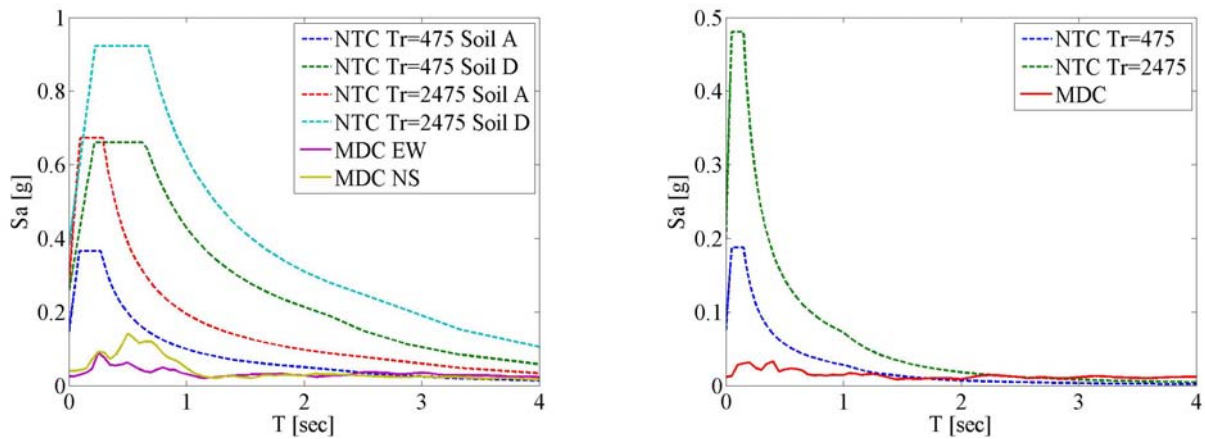 1
0.8
0.6
0.4
0.2
0
0 1 2 3 4
Sa [g]
T [sec]
NTC Tr=475 Soil A
NTC Tr=475 Soil D
NTC Tr=2475 Soil A
NTC Tr=2475 Soil D
MDC EW
MDC NS
0.5
0.4
0.3
0.2
0.1
0
0 1 2 3 4
Sa [g]
T [sec]
NTC Tr=475
NTC Tr=2475
MDC